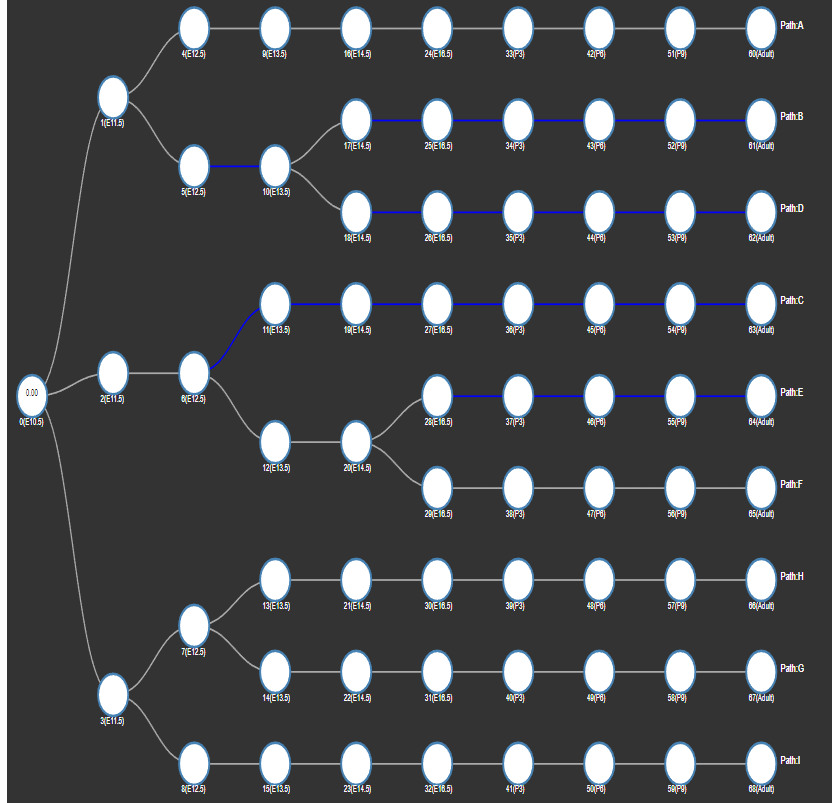 Path:A
4(E12.5) 9(E13.5) 16(E14.5) 24(E16.5) 33(P3) 42(P6) 51(P9) 60(Adult)
1(E11.5)
Path:B
17(E14.5) 25(E16.5) 34(P3) 43(P6) 52(P9) 61(Adult)
5(E12.5) 10(E13.5)
Path:D
18(E14.5) 26(E16.5) 35(P3) 44(P6) 53(P9) 62(Adult)
Path:C
11(E13.5) 19(E14.5) 27(E16.5) 36(P3) 45(P6) 54(P9) 63(Adult)
2(E11.5) 6(E12.5)
0.00
0(E10.5)
Path:E
28(E16.5) 37(P3) 46(P6) 55(P9) 64(Adult)
12(E13.5) 20(E14.5)
Path:F
29(E16.5) 38(P3) 47(P6) 56(P9) 65(Adult)
Path:H
13(E13.5) 21(E14.5) 30(E16.5) 39(P3) 48(P6) 57(P9) 66(Adult)
7(E12.5)
Path:G
14(E13.5) 22(E14.5) 31(E16.5) 40(P3) 49(P6) 58(P9) 67(Adult)
3(E11.5)
Path:I
8(E12.5) 15(E13.5) 23(E14.5) 32(E16.5) 41(P3) 50(P6) 59(P9) 68(Adult)